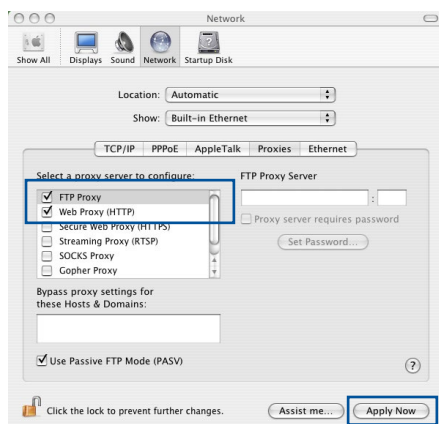 Network
Show All Displays Sound Network Startup Disk
Location: Automatic
Show: Built-in Ethernet
TCP/IP PPPoE AppleTalk Proxies Ethernet
Select a proxy server to configure:
FTP Proxy Server
FTP Proxy
:
Web Proxy (HTTP)
Proxy server requires password
Secure Web Proxy (HTTPS)
Streaming Proxy (RTSP)
Set Password...
SOCKS Proxy
Gopher Proxy
Bypass proxy settings for
these Hosts & Domains:
Use Passive FTP Mode (PASV)
?
Click the lock to prevent further changes.
Assist me...
Apply Now